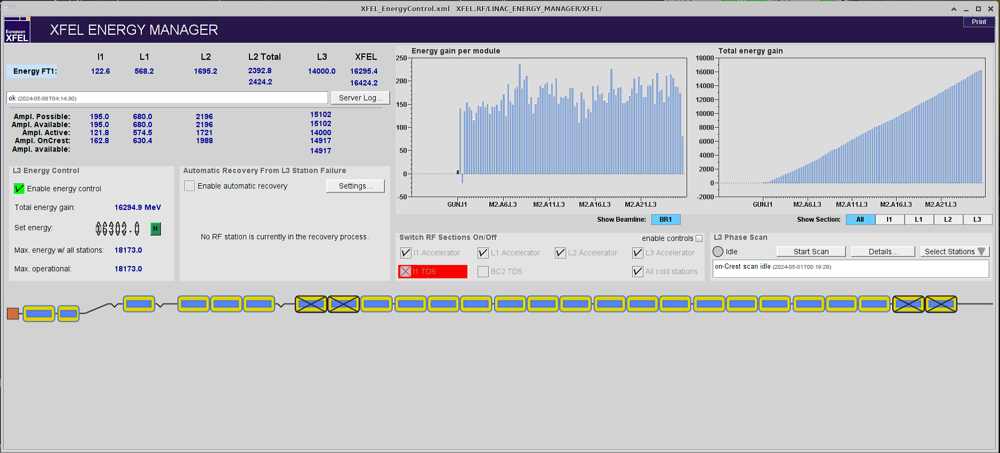 XFEL_EnergyControl.xml XFEL.RF/LINAC_ENERGY_MANAGER/XFEL/
Print
European
XFEL
XFEL ENERGY MANAGER
I1 L1 L2 L2 Total L3 XFEL
Energy FT1: 122.6 568.2 1695.2 2392.8 14000.0 16295.4
2424.2 16424.2
ok (2024-05-08T04:14:30)
Server Log...
Ampl. Possible: 195.0 680.0 2196 15102
Ampl. Available: 195.0 680.0 2196 15102
Ampl. Active: 121.8 574.5 1721 14000
Ampl. OnCrest: 162.8 630.4 1988 14917
Ampl. available: 14917
L3 Energy Control
Enable energy control
Total energy gain: 16294.9 MeV
Set energy: 16302.0 H
Max. energy w/ all stations: 18173.0
Max. operational: 18173.0
Automatic Recovery From L3 Station Failure
Enable automatic recovery
Settings...
No RF station is currently in the recovery process.
Energy gain per module
250
200
150
100
50
0
-50
GUN.I1 M2.A6.L3 M2.A11.L3 M2.A16.L3 M2.A21.L3
Show Beamline: BR1
Total energy gain
18000
16000
14000
12000
10000
8000
6000
4000
2000
0
-2000
GUN.I1 M2.A6.L3 M2.A11.L3 M2.A16.L3 M2.A21.L3
Show Section: All I1 L1 L2 L3
Switch RF Sections On/Off
enable controls
I1 Accelerator L1 Accelerator L2 Accelerator L3 Accelerator
I1 TDS BC2 TDS All cold stations
L3 Phase Scan
Idle Start Scan Details... Select Stations
on-Crest scan idle (2024-05-01T00:19:28)